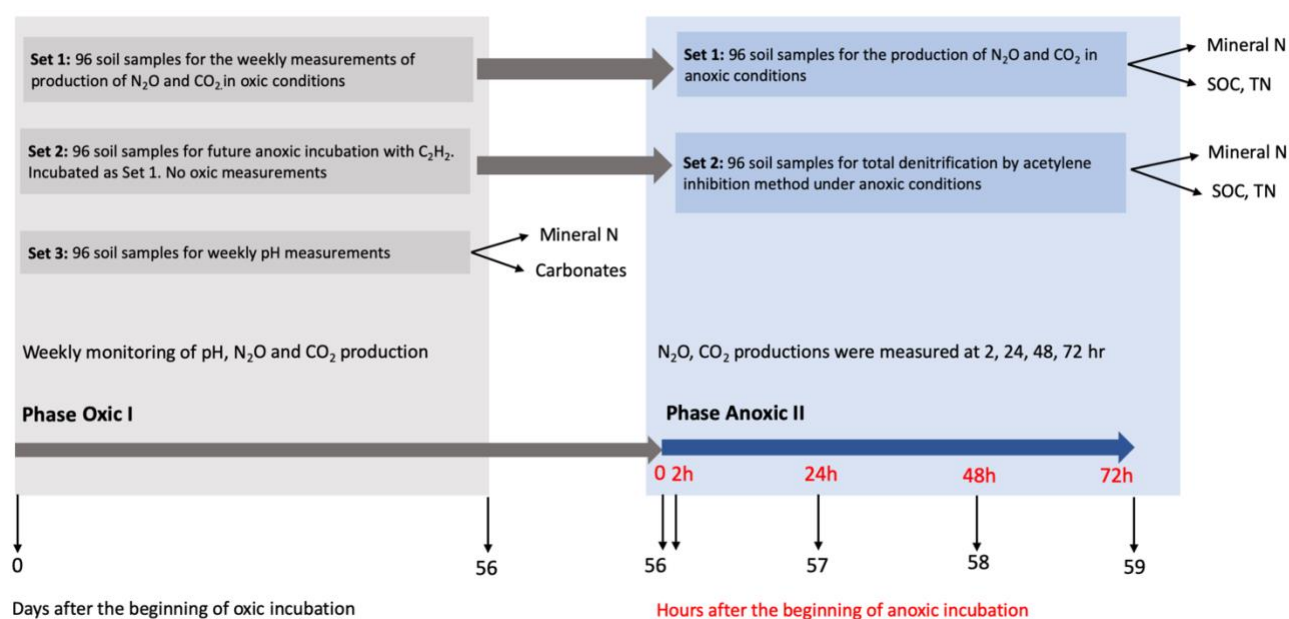 Set 1: 96 soil samples for the weekly measurements of
production of N₂O and CO₂ in oxic conditions
Set 1: 96 soil samples for the production of N₂O and CO₂ in
anoxic conditions
Mineral N
SOC, TN
Set 2: 96 soil samples for future anoxic incubation with C₂H₂.
Incubated as Set 1. No oxic measurements
Set 2: 96 soil samples for total denitrification by acetylene
inhibition method under anoxic conditions
Mineral N
SOC, TN
Set 3: 96 soil samples for weekly pH measurements
Mineral N
Carbonates
Weekly monitoring of pH, N₂O and CO₂ production
N₂O, CO₂ productions were measured at 2, 24, 48, 72 hr
Phase Oxic I
Phase Anoxic II
0 2h 24h 48h 72h
0 56 56 57 58 59
Days after the beginning of oxic incubation
Hours after the beginning of anoxic incubation